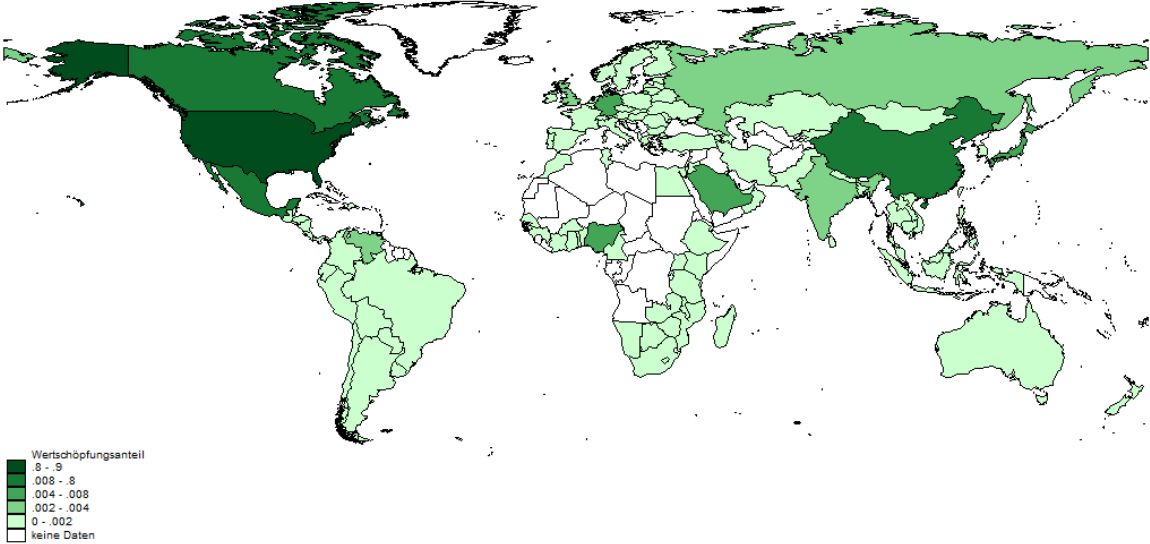 Wertschöpfungsanteil
.8 - .9
.008 - .8
.004 - .008
.002 - .004
0 - .002
keine Daten